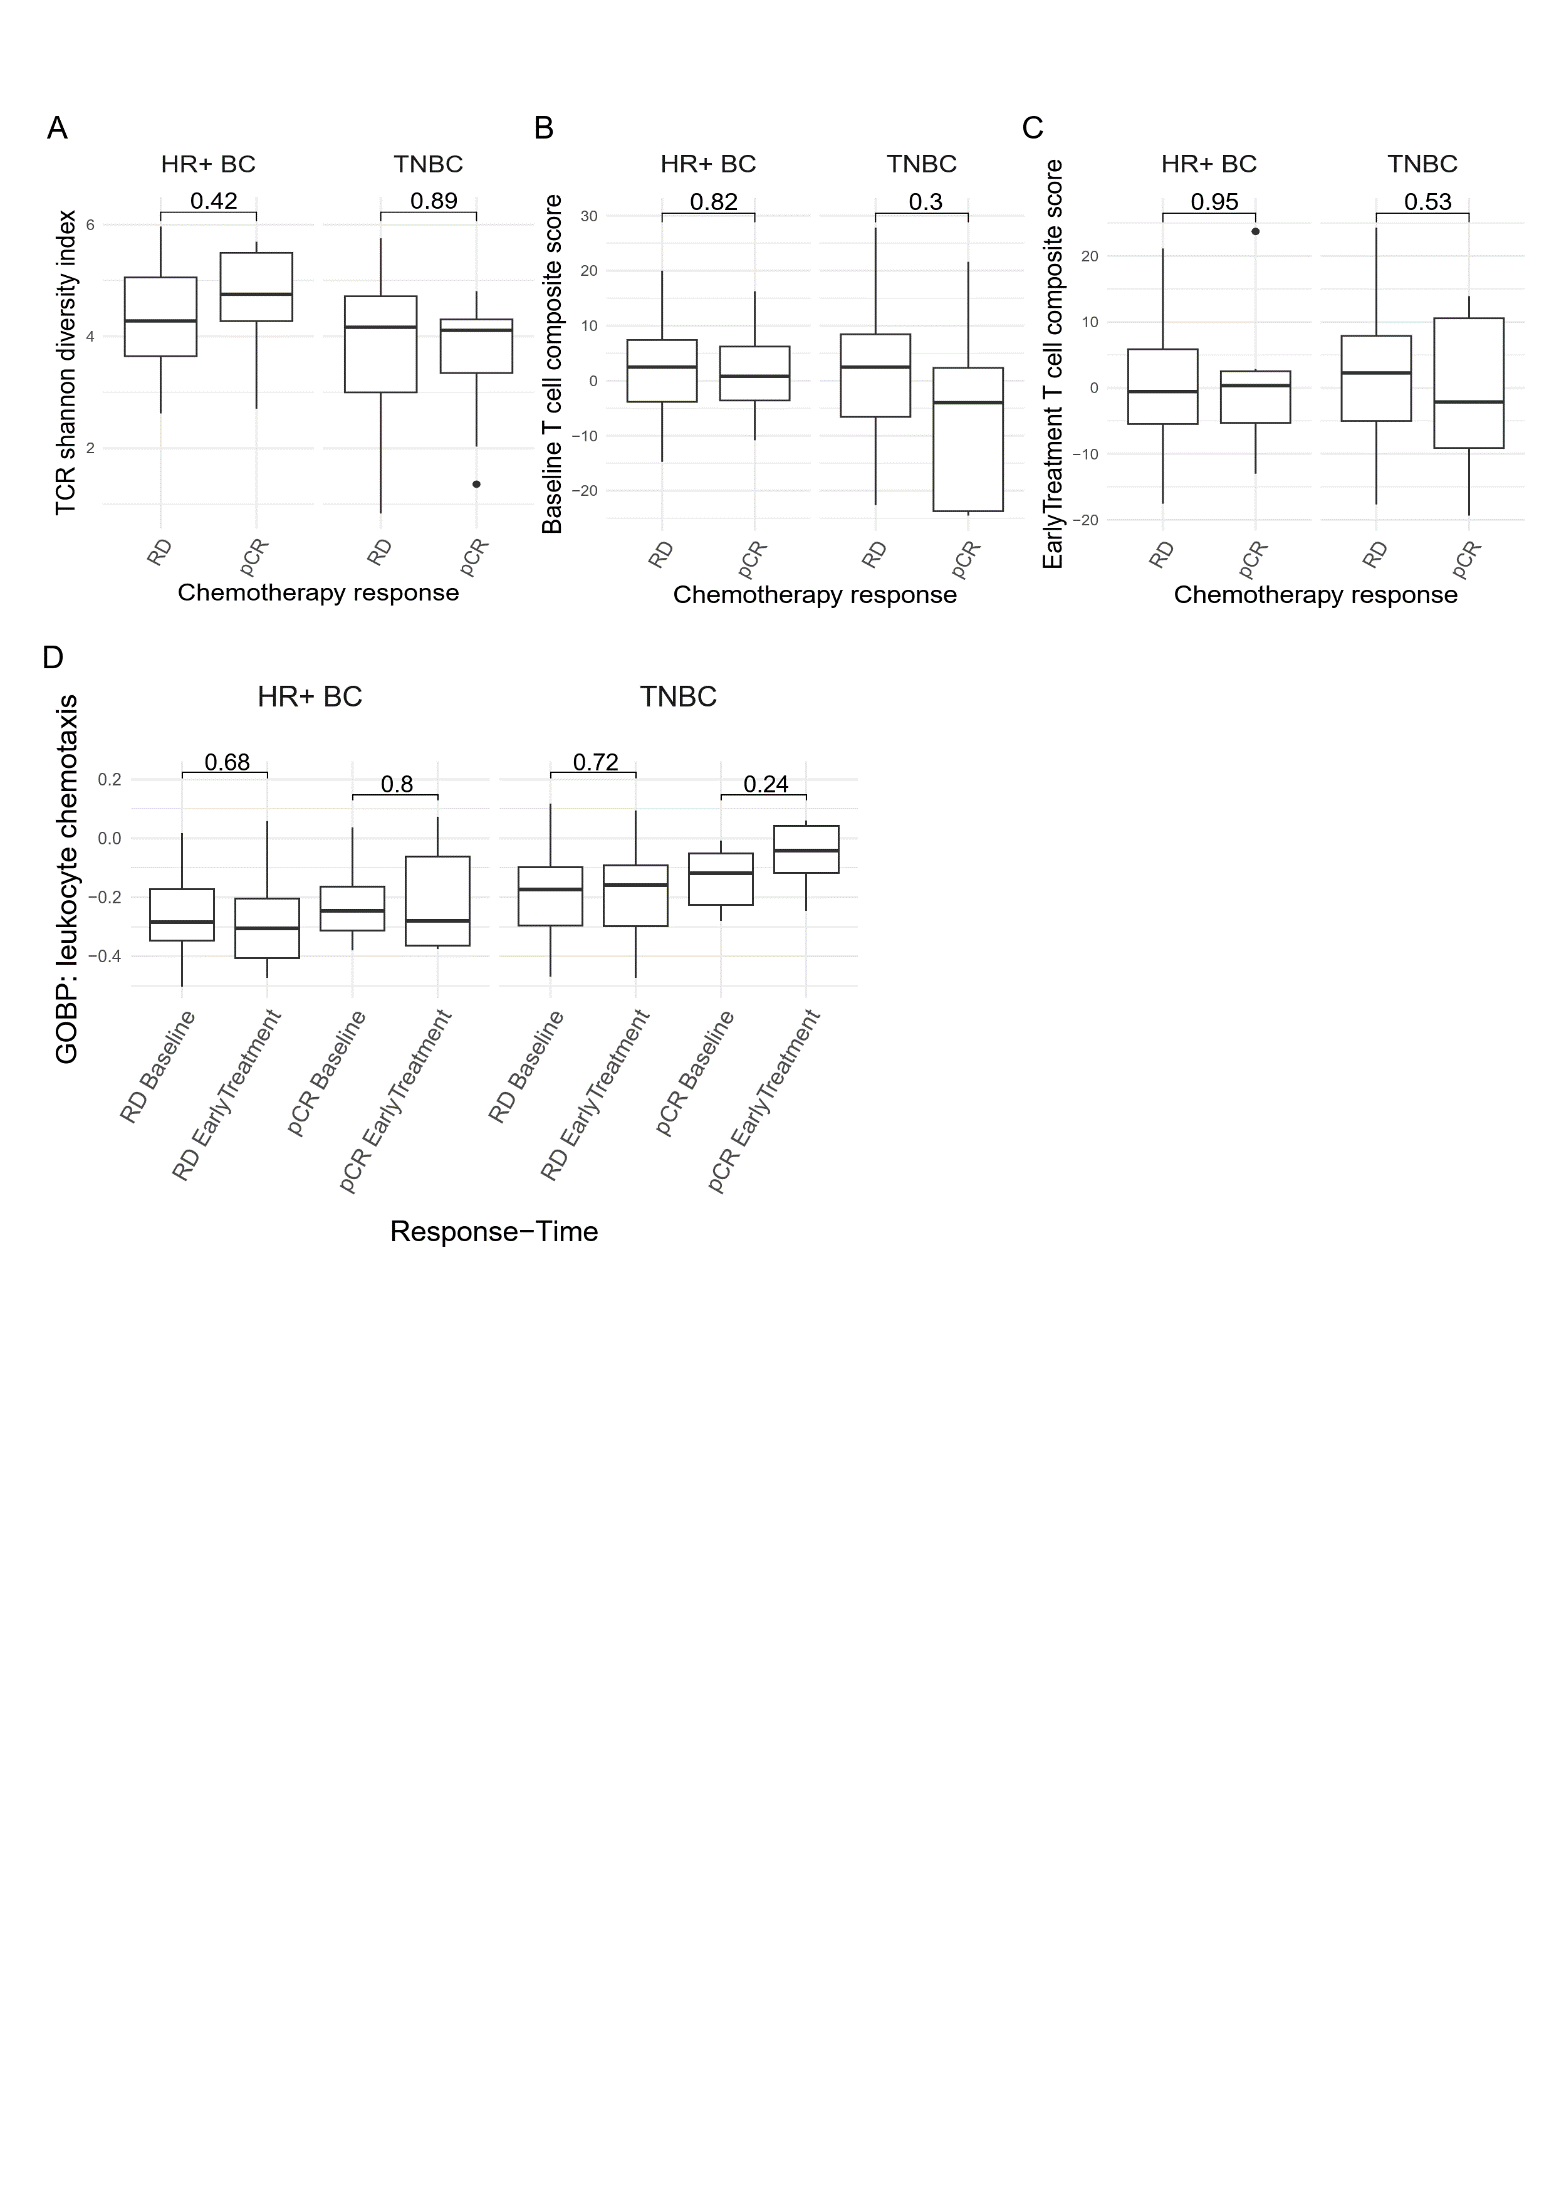 A
HR+ BC
TNBC
TCR shannon diversity index
0.42
0.89
6
4
2
RD
pCR
RD
pCR
Chemotherapy response
B
HR+ BC
TNBC
Baseline T cell composite score
0.82
0.3
30
20
10
0
−10
−20
RD
pCR
RD
pCR
Chemotherapy response
C
HR+ BC
TNBC
EarlyTreatment T cell composite score
0.95
0.53
20
10
0
−10
−20
RD
pCR
RD
pCR
Chemotherapy response
D
HR+ BC
TNBC
GOBP: leukocyte chemotaxis
0.68
0.8
0.72
0.24
0.2
0.0
−0.2
−0.4
RD Baseline
RD EarlyTreatment
pCR Baseline
pCR EarlyTreatment
RD Baseline
RD EarlyTreatment
pCR Baseline
pCR EarlyTreatment
Response−Time